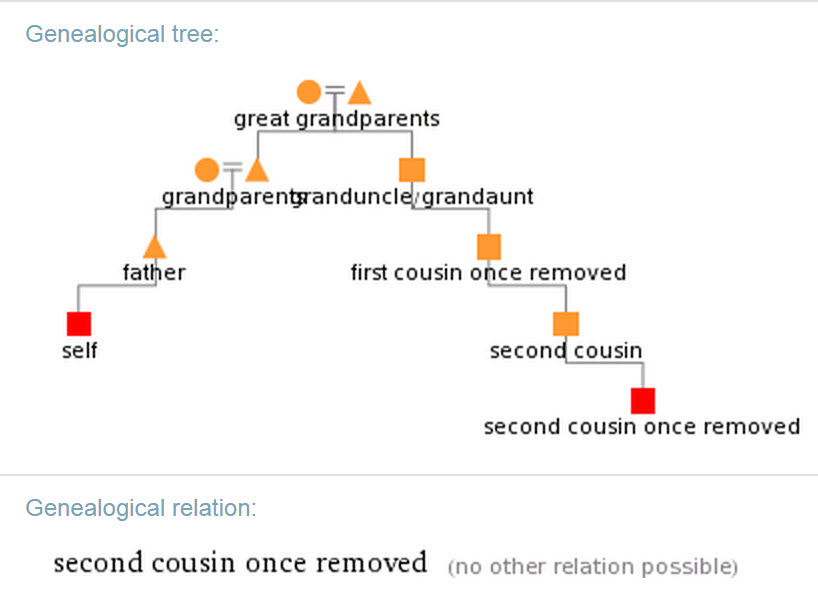 Genealogical tree:
great grandparents
grandparents
granduncle/grandaunt
father
first cousin once removed
self
second cousin
second cousin once removed
Genealogical relation:
second cousin once removed (no other relation possible)